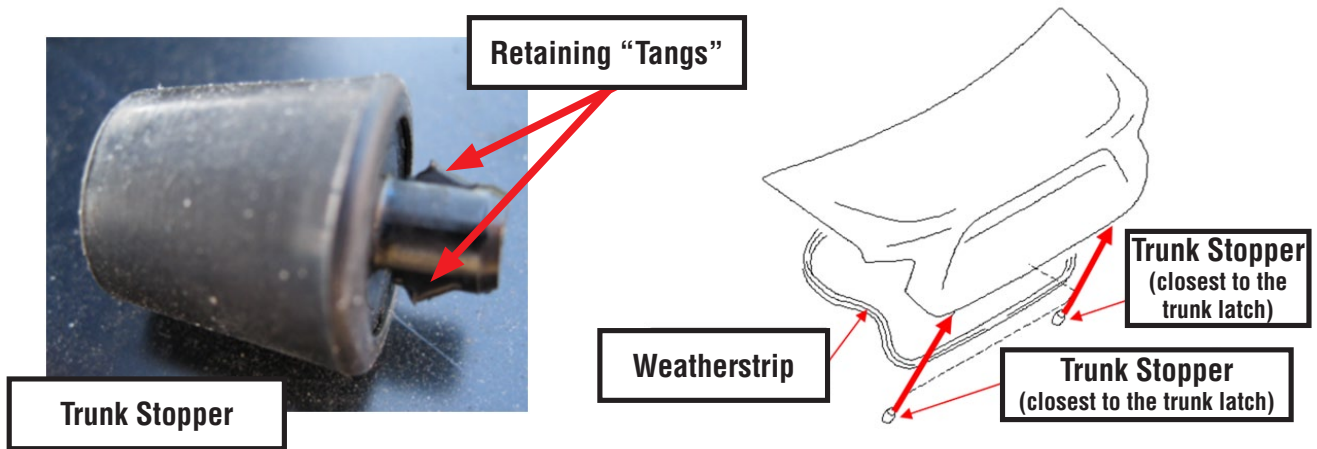 Retaining “Tangs”
Trunk Stopper
Weatherstrip
Trunk Stopper
(closest to the
trunk latch)
Trunk Stopper
(closest to the trunk latch)